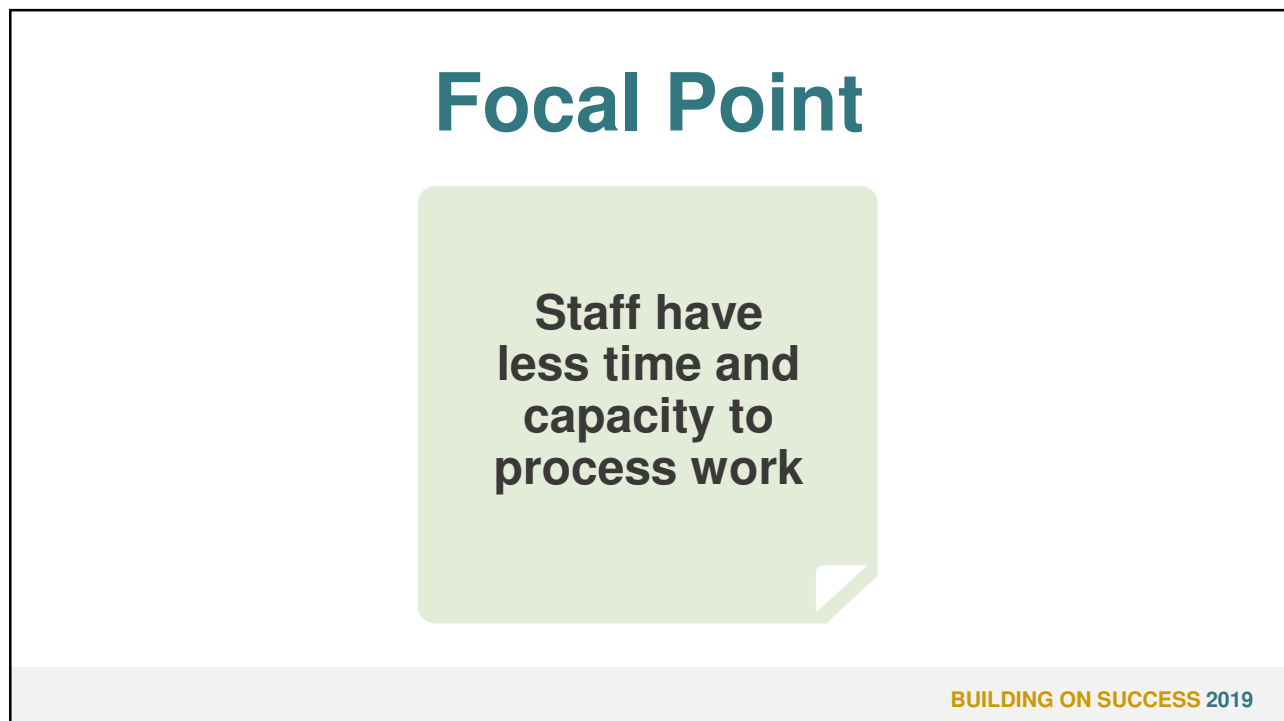 Focal Point
Staff have
less time and
capacity to
process work
BUILDING ON SUCCESS 2019